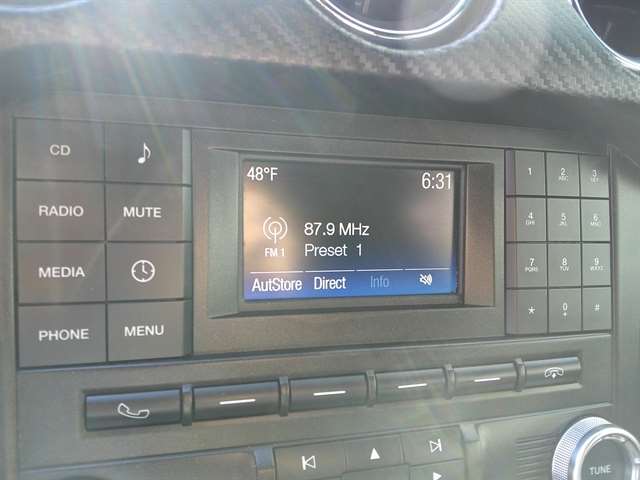 CD
RADIO
MUTE
MEDIA
PHONE
MENU
48°F
6:31
FM 1
87.9 MHz
Preset 1
AutStore Direct Info
1
2 ABC
3 DEF
4 GHI
5 JKL
6 MNO
7 PQRS
8 TUV
9 WXYZ
*
0 +
#
TUNE